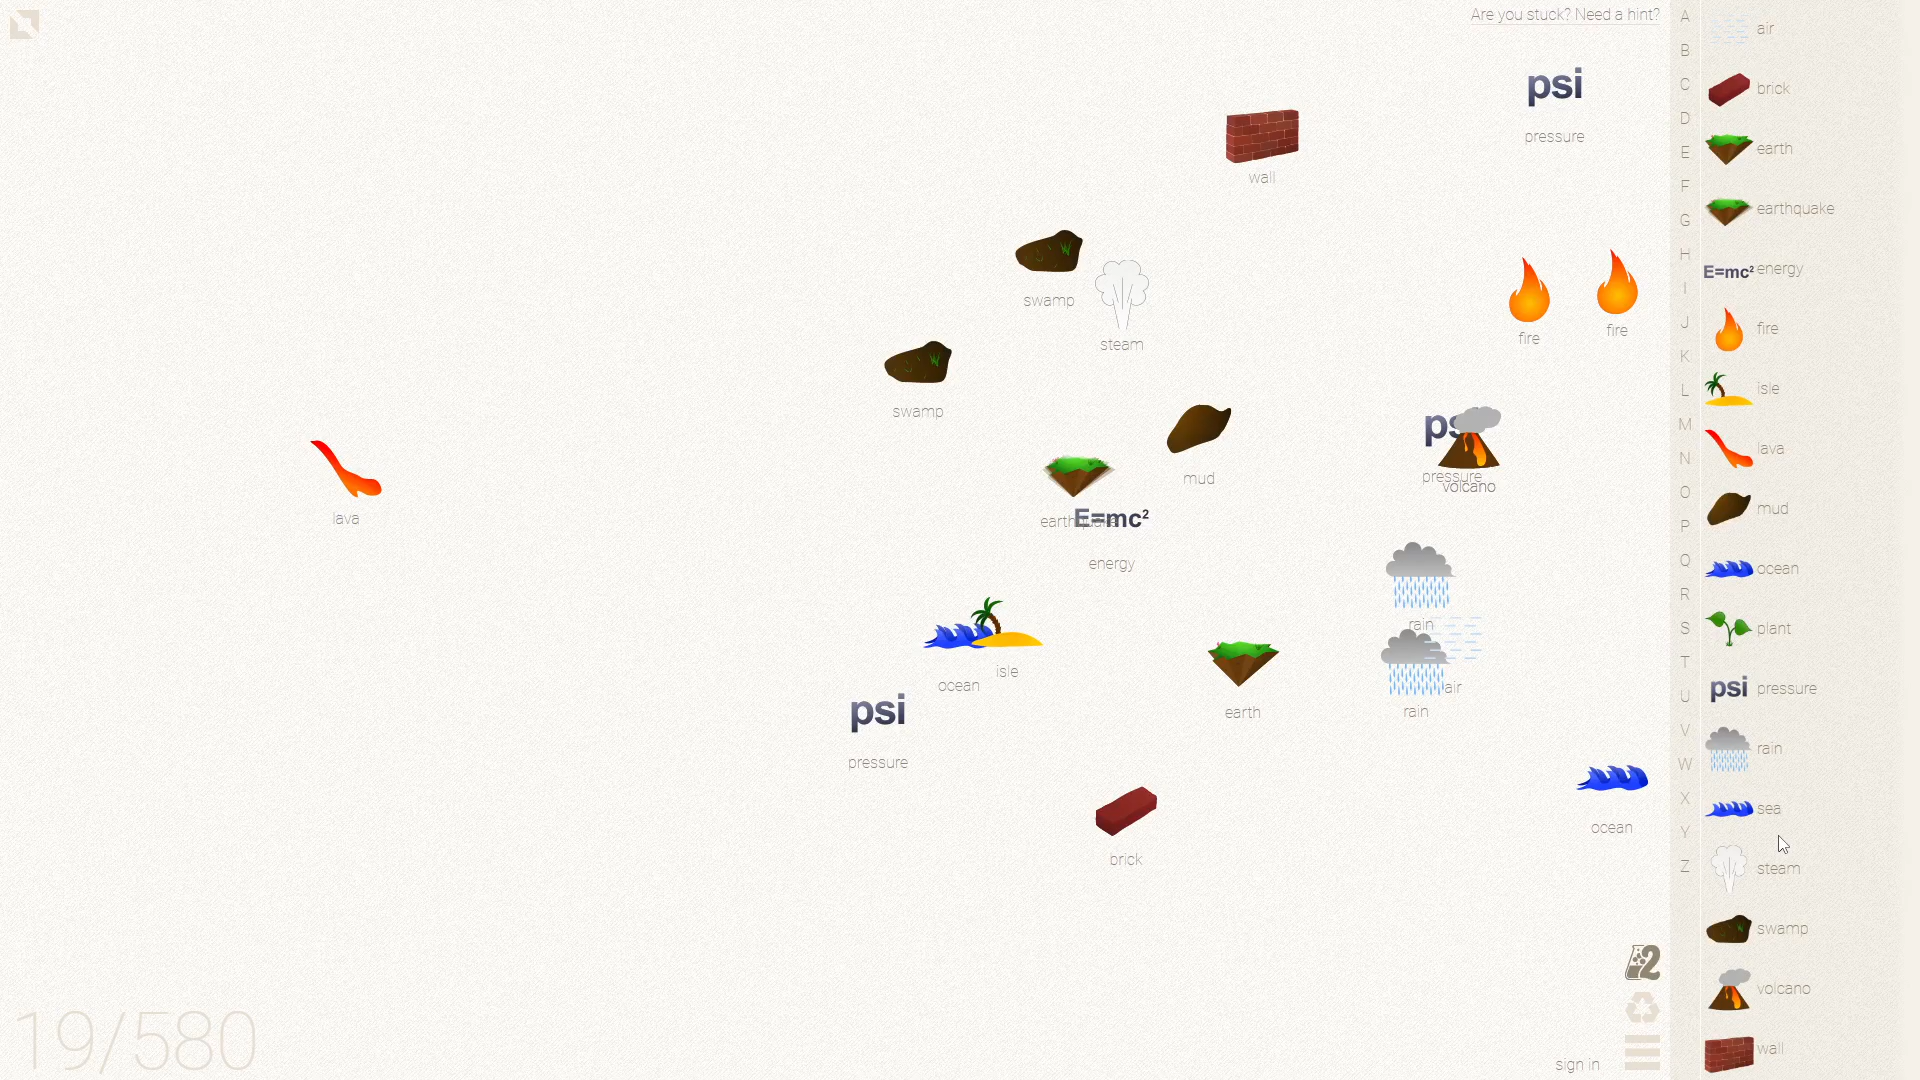 Are you stuck? Need a hint?
A
B
C
D
E
F
G
H
I
J
K
L
M
N
O
P
Q
R
S
T
U
V
W
X
Y
Z
air
brick
earth
earthquake
E=mc² energy
fire
isle
lava
mud
ocean
plant
psi pressure
rain
sea
steam
swamp
volcano
wall
psi
pressure
wall
swamp
steam
fire
fire
swamp
mud
pressure
volcano
lava
earthquake
E=mc²
energy
rain
air
rain
isle
ocean
earth
psi
pressure
ocean
brick
2
19/580
sign in